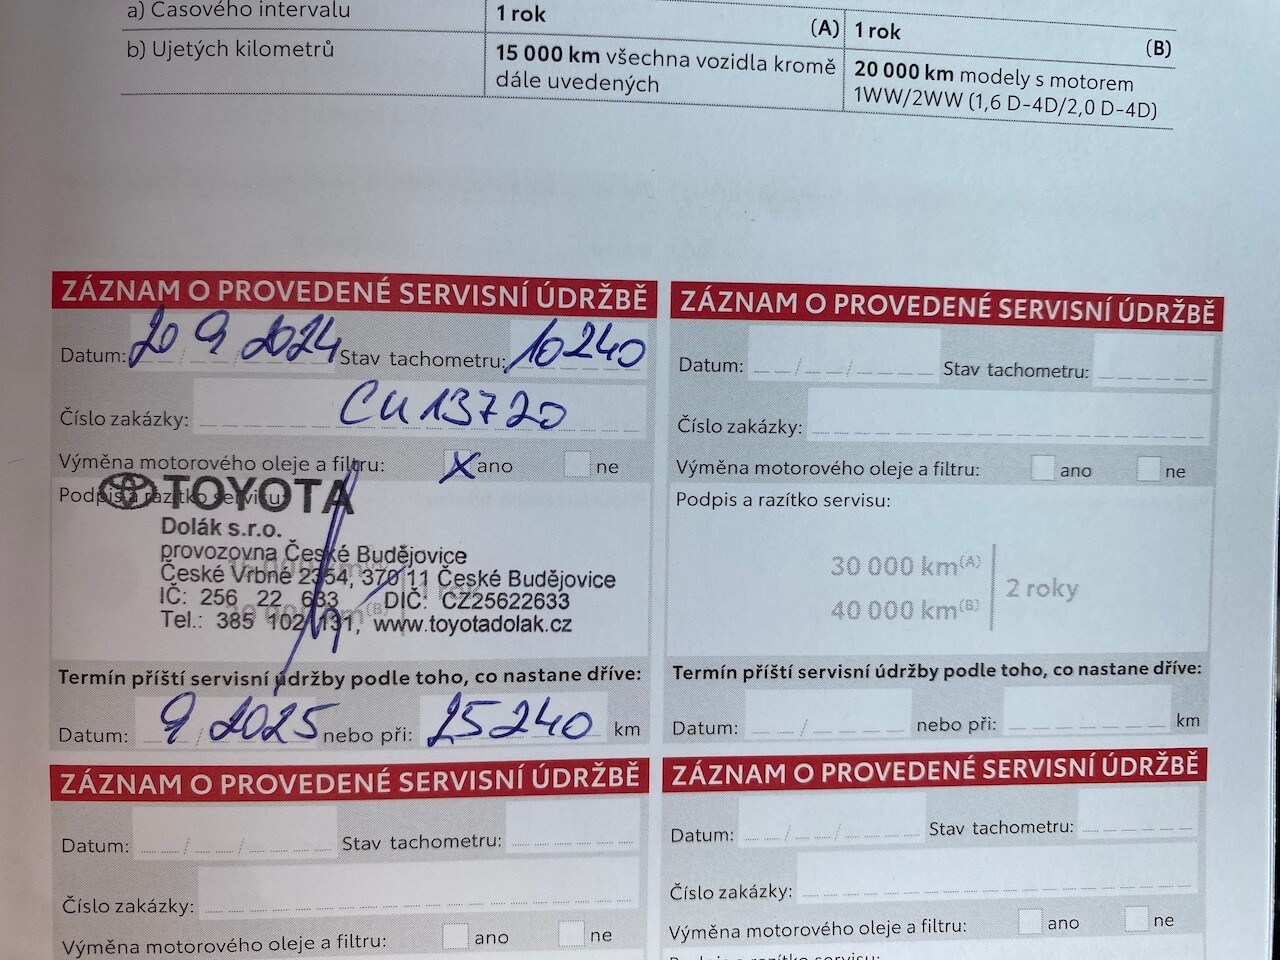 a) Časového intervalu 1 rok (A) 1 rok (B)
b) Ujetých kilometrů 15 000 km všechna vozidla kromě dále uvedených 20 000 km modely s motorem 1WW/2WW (1,6 D-4D/2,0 D-4D)
ZÁZNAM O PROVEDENÉ SERVISNÍ ÚDRŽBĚ
Datum: 20 9 2024 Stav tachometru: 10240
Číslo zakázky: CU13720
Výměna motorového oleje a filtru: X ano ne
Podpis a razítko servisu:
TOYOTA
Dolák s.r.o.
provozovna České Budějovice
České Vrbné 2354, 370 11 České Budějovice
IČ: 256 22 633 DIČ: CZ25622633
Tel.: 385 102 131, www.toyotadolak.cz
Termín příští servisní údržby podle toho, co nastane dříve:
Datum: 9 / 2025 nebo při: 25240 km
ZÁZNAM O PROVEDENÉ SERVISNÍ ÚDRŽBĚ
Datum: / / Stav tachometru:
Číslo zakázky:
Výměna motorového oleje a filtru: ano ne
Podpis a razítko servisu:
30 000 km(A)
40 000 km(B)
2 roky
Termín příští servisní údržby podle toho, co nastane dříve:
Datum: / nebo při: km
ZÁZNAM O PROVEDENÉ SERVISNÍ ÚDRŽBĚ
Datum: / / Stav tachometru:
Číslo zakázky:
Výměna motorového oleje a filtru: ano ne
ZÁZNAM O PROVEDENÉ SERVISNÍ ÚDRŽBĚ
Datum: / / Stav tachometru:
Číslo zakázky:
Výměna motorového oleje a filtru: ano ne